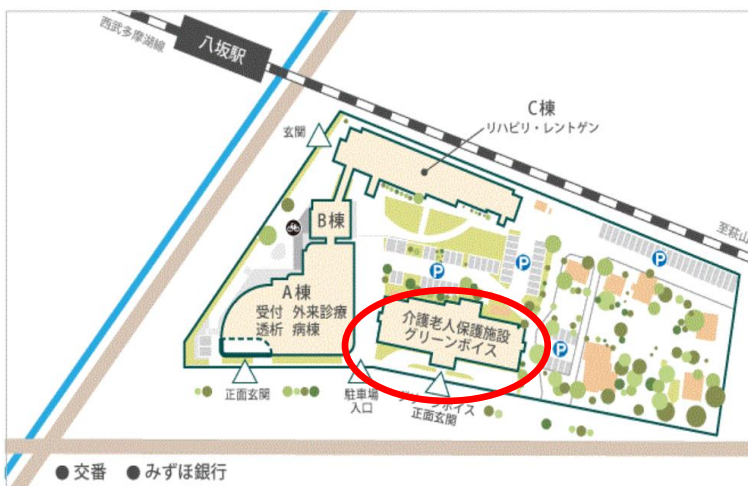 西武多摩湖線
八坂駅
C棟
リハビリ・レントゲン
玄関
B棟
至萩山
P
P
P
A棟
受付 外来診療
透析 病棟
介護老人保護施設
グリーンボイス
P
正面玄関
駐車場
入口
グリーンボイス
正面玄関
● 交番 ● みずほ銀行